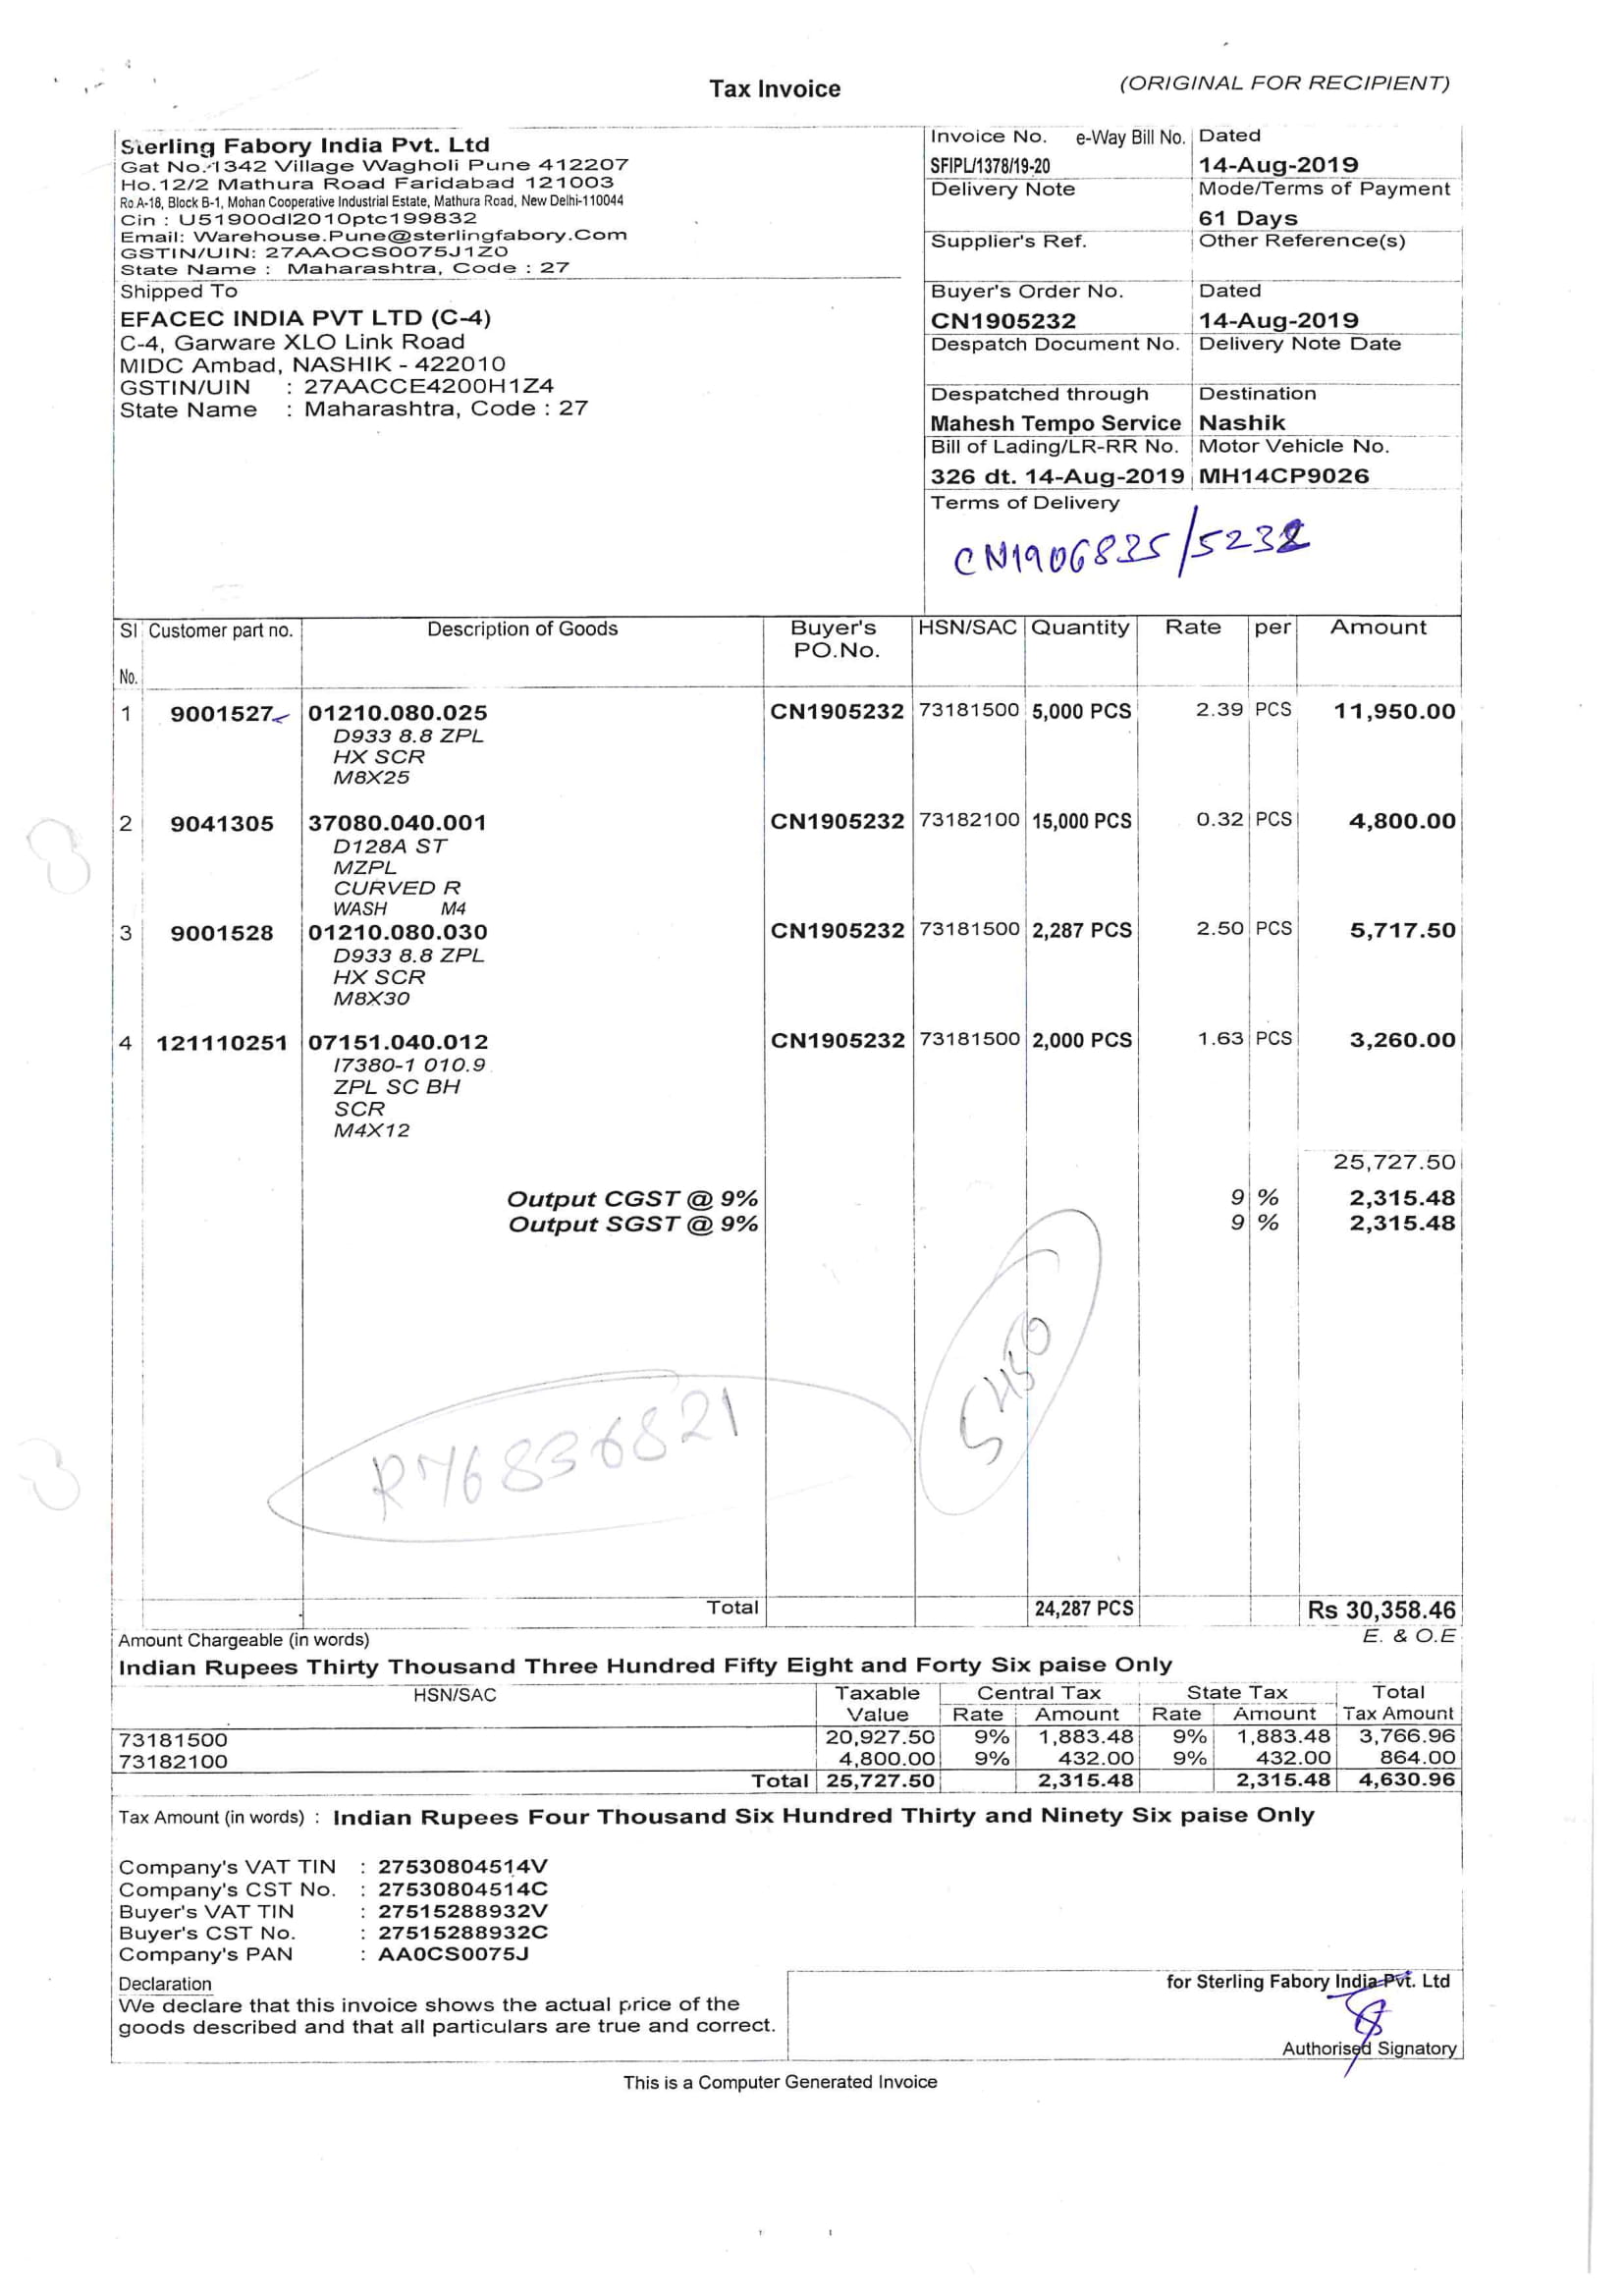 Tax Invoice
(ORIGINAL FOR RECIPIENT)
Sterling Fabory India Pvt. Ltd
Gat No.-1342 Village Wagholi Pune 412207
Ho.12/2 Mathura Road Faridabad 121003
Ro.A-18, Block B-1, Mohan Cooperative Industrial Estate, Mathura Road, New Delhi-110044
Cin : U51900dl2010ptc199832
Email: Warehouse.Pune@sterlingfabory.Com
GSTIN/UIN: 27AAOCS0075J1Z0
State Name : Maharashtra, Code : 27
Shipped To
EFACEC INDIA PVT LTD (C-4)
C-4, Garware XLO Link Road
MIDC Ambad, NASHIK - 422010
GSTIN/UIN : 27AACCE4200H1Z4
State Name : Maharashtra, Code : 27
Invoice No. e-Way Bill No. Dated
SFIPL/1378/19-20 14-Aug-2019
Delivery Note Mode/Terms of Payment
61 Days
Supplier's Ref. Other Reference(s)
Buyer's Order No. Dated
CN1905232 14-Aug-2019
Despatch Document No. Delivery Note Date
Despatched through Destination
Mahesh Tempo Service Nashik
Bill of Lading/LR-RR No. Motor Vehicle No.
326 dt. 14-Aug-2019 MH14CP9026
Terms of Delivery
CN1906835/5232
Sl Customer part no. Description of Goods Buyer's HSN/SAC Quantity Rate per Amount
PO.No.
No.
1 9001527 01210.080.025 CN1905232 73181500 5,000 PCS 2.39 PCS 11,950.00
D933 8.8 ZPL
HX SCR
M8X25
2 9041305 37080.040.001 CN1905232 73182100 15,000 PCS 0.32 PCS 4,800.00
D128A ST
MZPL
CURVED R
WASH M4
3 9001528 01210.080.030 CN1905232 73181500 2,287 PCS 2.50 PCS 5,717.50
D933 8.8 ZPL
HX SCR
M8X30
4 121110251 07151.040.012 CN1905232 73181500 2,000 PCS 1.63 PCS 3,260.00
I7380-1 010.9
ZPL SC BH
SCR
M4X12
25,727.50
Output CGST @ 9% 9 % 2,315.48
Output SGST @ 9% 9 % 2,315.48
Total 24,287 PCS Rs 30,358.46
Amount Chargeable (in words) E. & O.E
Indian Rupees Thirty Thousand Three Hundred Fifty Eight and Forty Six paise Only
HSN/SAC Taxable Central Tax State Tax Total
Value Rate Amount Rate Amount Tax Amount
73181500 20,927.50 9% 1,883.48 9% 1,883.48 3,766.96
73182100 4,800.00 9% 432.00 9% 432.00 864.00
Total 25,727.50 2,315.48 2,315.48 4,630.96
Tax Amount (in words) : Indian Rupees Four Thousand Six Hundred Thirty and Ninety Six paise Only
Company's VAT TIN : 27530804514V
Company's CST No. : 27530804514C
Buyer's VAT TIN : 27515288932V
Buyer's CST No. : 27515288932C
Company's PAN : AA0CS0075J
Declaration
We declare that this invoice shows the actual price of the
goods described and that all particulars are true and correct.
for Sterling Fabory India Pvt. Ltd
Authorised Signatory
This is a Computer Generated Invoice